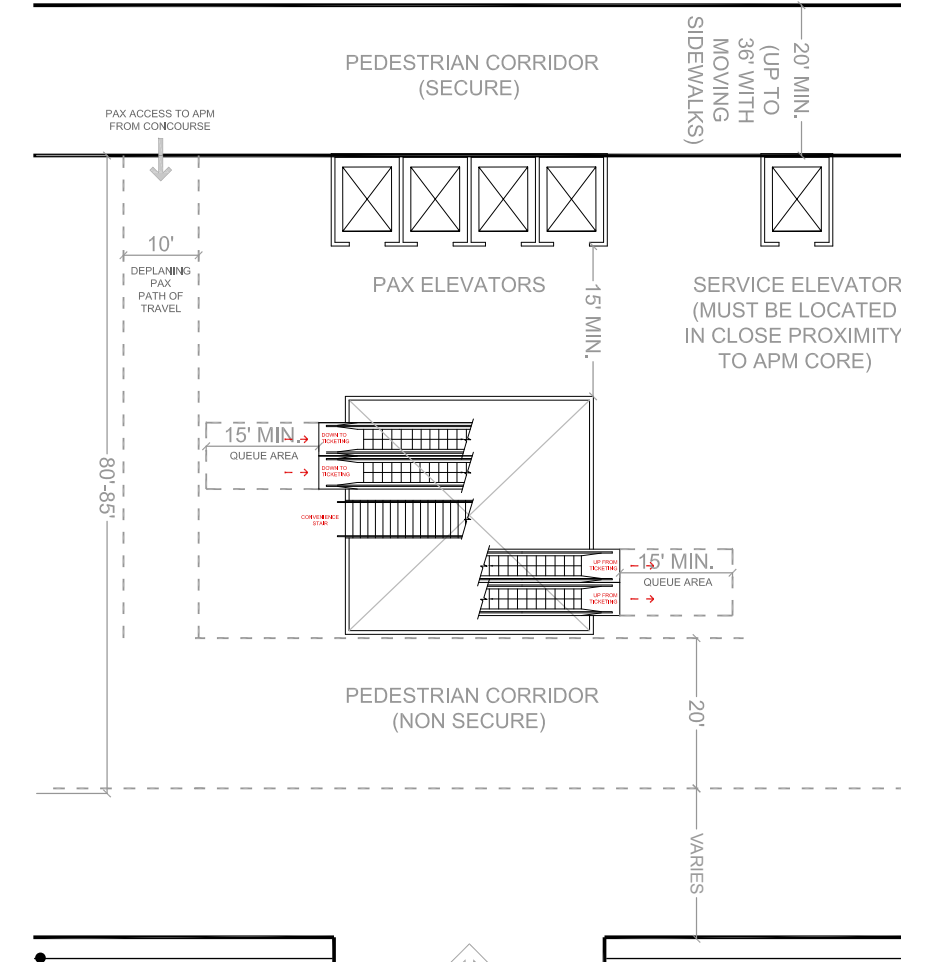 PEDESTRIAN CORRIDOR
(SECURE)
20' MIN.
(UP TO
36' WITH
MOVING
SIDEWALKS)
PAX ACCESS TO APM
FROM CONCOURSE
10'
DEPLANING
PAX
PATH OF
TRAVEL
PAX ELEVATORS
15' MIN.
SERVICE ELEVATOR
(MUST BE LOCATED
IN CLOSE PROXIMITY
TO APM CORE)
80'-85'
15' MIN.
QUEUE AREA
DOWN TO
TICKETING
DOWN TO
TICKETING
CONVENIENCE
STAIR
UP FROM
TICKETING
UP FROM
TICKETING
15' MIN.
QUEUE AREA
PEDESTRIAN CORRIDOR
(NON SECURE)
20'
VARIES